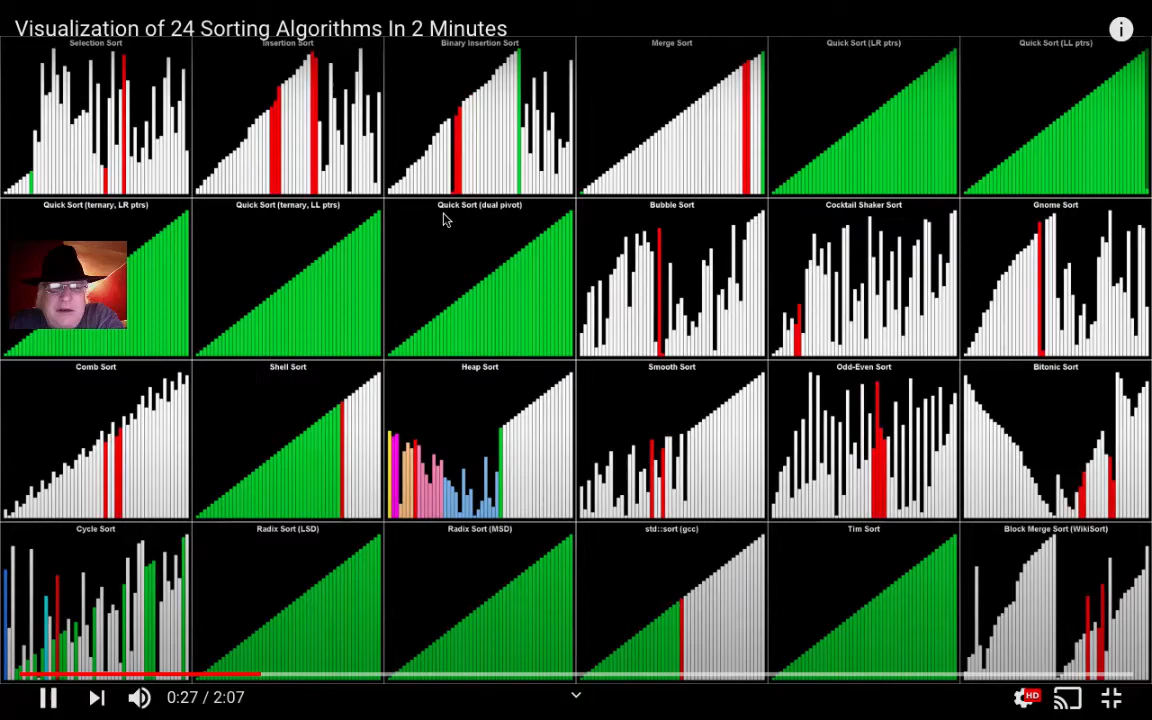 Visualization of 24 Sorting Algorithms In 2 Minutes
Selection Sort
Insertion Sort
Binary Insertion Sort
Merge Sort
Quick Sort (LR ptrs)
Quick Sort (LL ptrs)
Quick Sort (ternary, LR ptrs)
Quick Sort (ternary, LL ptrs)
Quick Sort (dual pivot)
Bubble Sort
Cocktail Shaker Sort
Gnome Sort
Comb Sort
Shell Sort
Heap Sort
Smooth Sort
Odd-Even Sort
Bitonic Sort
Cycle Sort
Radix Sort (LSD)
Radix Sort (MSD)
std::sort (gcc)
Tim Sort
Block Merge Sort (WikiSort)
0:27 / 2:07
HD